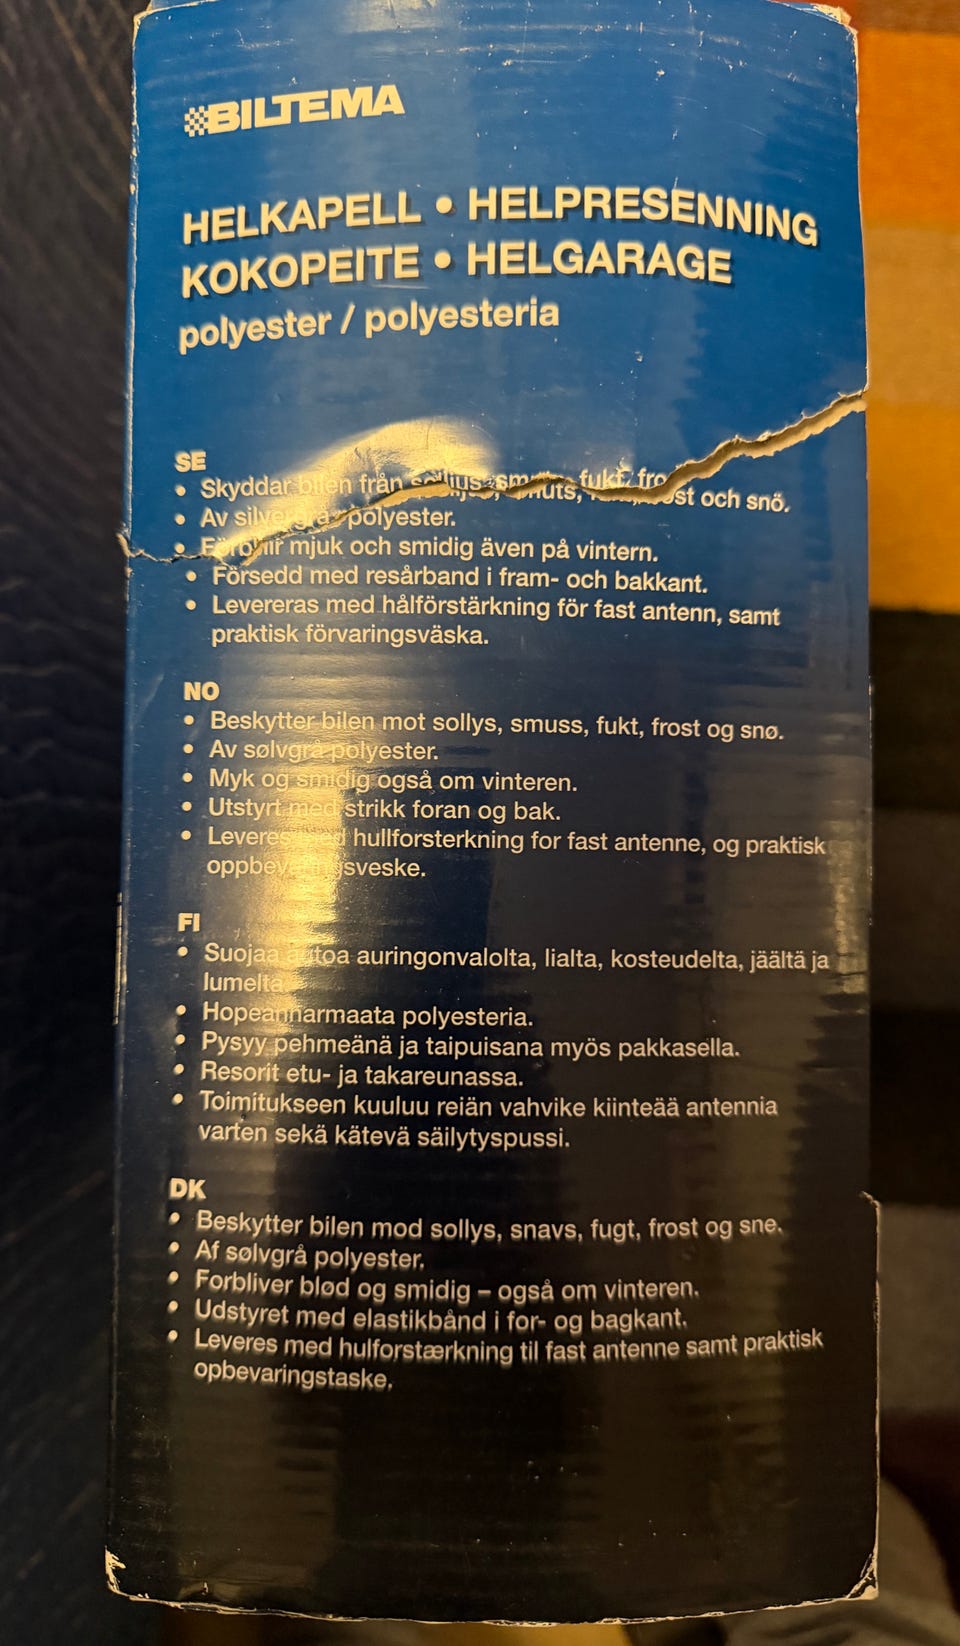 BILTEMA
HELKAPELL • HELPRESENNING
KOKOPEITE • HELGARAGE
polyester / polyesteria
SE
• Skyddar bilen från solljus, smuts, fukt, frost och snö.
• Av silvergrå polyester.
• Förblir mjuk och smidig även på vintern.
• Försedd med resårband i fram- och bakkant.
• Levereras med hålförstärkning för fast antenn, samt
praktisk förvaringsväska.
NO
• Beskytter bilen mot sollys, smuss, fukt, frost og snø.
• Av sølvgrå polyester.
• Myk og smidig også om vinteren.
• Utstyrt med strikk foran og bak.
• Leveres med hullforsterkning for fast antenne, og praktisk
oppbevaringsveske.
FI
• Suojaa autoa auringonvalolta, lialta, kosteudelta, jäältä ja
lumelta.
• Hopeanharmaata polyesteria.
• Pysyy pehmeänä ja taipuisana myös pakkasella.
• Resorit etu- ja takareunassa.
• Toimitukseen kuuluu reiän vahvike kiinteää antennia
varten sekä kätevä säilytyspussi.
DK
• Beskytter bilen mod sollys, snavs, fugt, frost og sne.
• Af sølvgrå polyester.
• Forbliver blød og smidig – også om vinteren.
• Udstyret med elastikbånd i for- og bagkant.
• Leveres med hulforstærkning til fast antenne samt praktisk
opbevaringstaske.